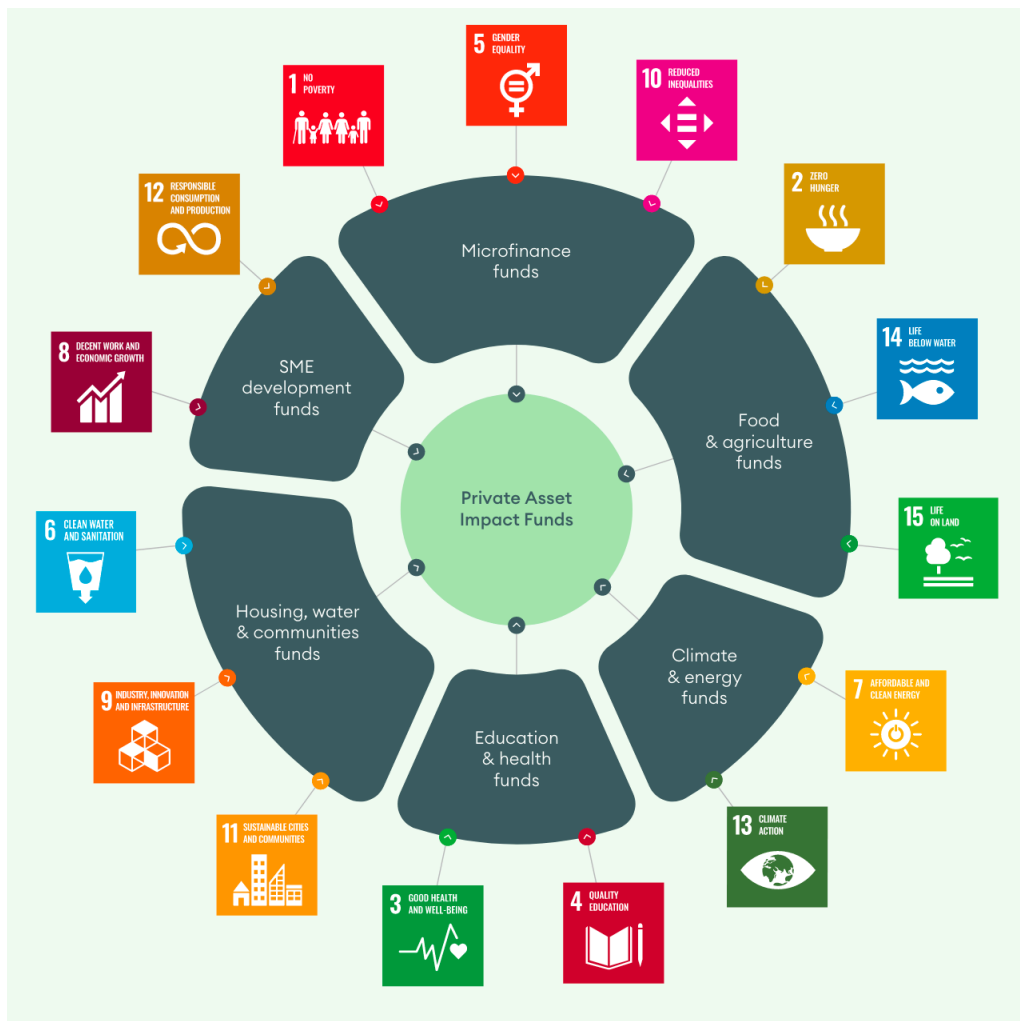 5 GENDER
EQUALITY
1 NO
POVERTY
10 REDUCED
INEQUALITIES
12 RESPONSIBLE
CONSUMPTION
AND PRODUCTION
2 ZERO
HUNGER
Microfinance
funds
8 DECENT WORK AND
ECONOMIC GROWTH
14 LIFE
BELOW WATER
SME
development
funds
Food
& agriculture
funds
Private Asset
Impact Funds
6 CLEAN WATER
AND SANITATION
15 LIFE
ON LAND
Housing, water
& communities
funds
Climate
& energy
funds
9 INDUSTRY, INNOVATION
AND INFRASTRUCTURE
7 AFFORDABLE AND
CLEAN ENERGY
Education
& health
funds
11 SUSTAINABLE CITIES
AND COMMUNITIES
13 CLIMATE
ACTION
3 GOOD HEALTH
AND WELL-BEING
4 QUALITY
EDUCATION